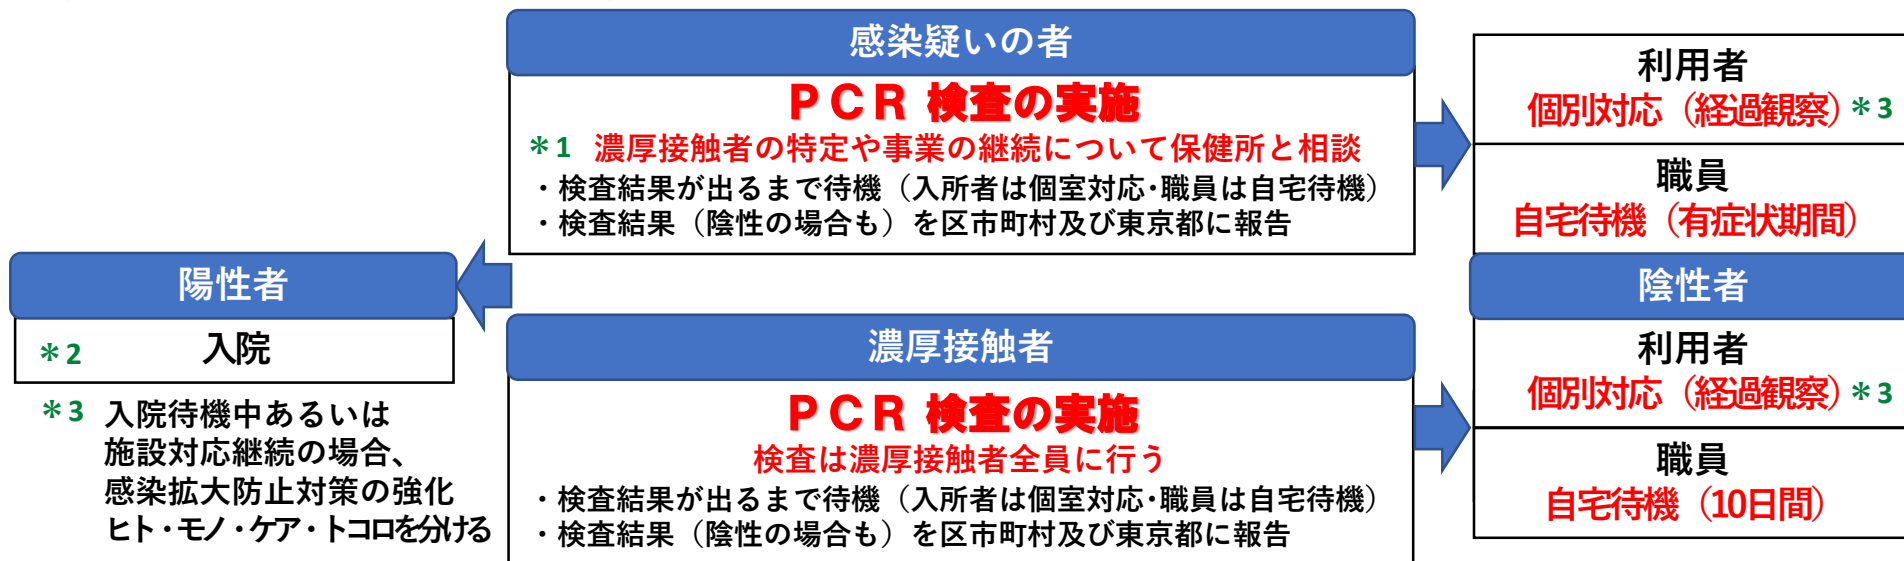 感染疑いの者
ＰＣＲ 検査の実施
＊1 濃厚接触者の特定や事業の継続について保健所と相談
・検査結果が出るまで待機（入所者は個室対応･職員は自宅待機）
・検査結果（陰性の場合も）を区市町村及び東京都に報告
利用者
個別対応（経過観察）＊3
職員
自宅待機（有症状期間）
陽性者
＊2 入院
＊3 入院待機中あるいは
施設対応継続の場合、
感染拡大防止対策の強化
ヒト・モノ・ケア・トコロを分ける
濃厚接触者
ＰＣＲ 検査の実施
検査は濃厚接触者全員に行う
・検査結果が出るまで待機（入所者は個室対応･職員は自宅待機）
・検査結果（陰性の場合も）を区市町村及び東京都に報告
陰性者
利用者
個別対応（経過観察）＊3
職員
自宅待機（10日間）